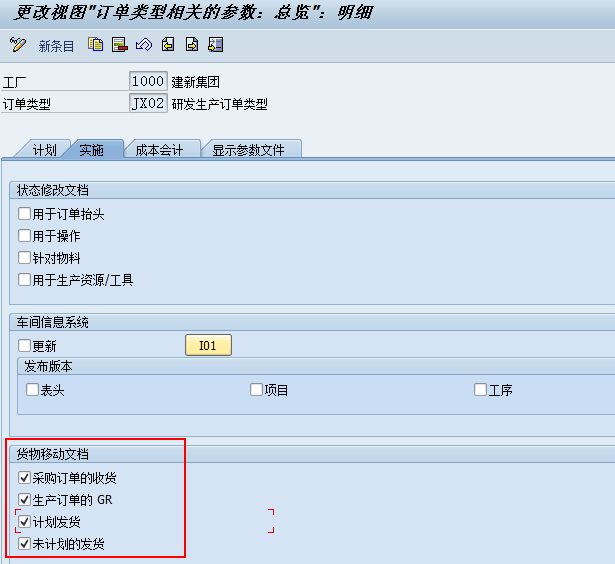 更改视图"订单类型相关的参数：总览"：明细
新条目
工厂 1000 建新集团
订单类型 JX02 研发生产订单类型
计划 实施 成本会计 显示参数文件
状态修改文档
用于订单抬头
用于操作
针对物料
用于生产资源/工具
车间信息系统
更新 I01
发布版本
表头 项目 工序
货物移动文档
采购订单的收货
生产订单的 GR
计划发货
未计划的发货